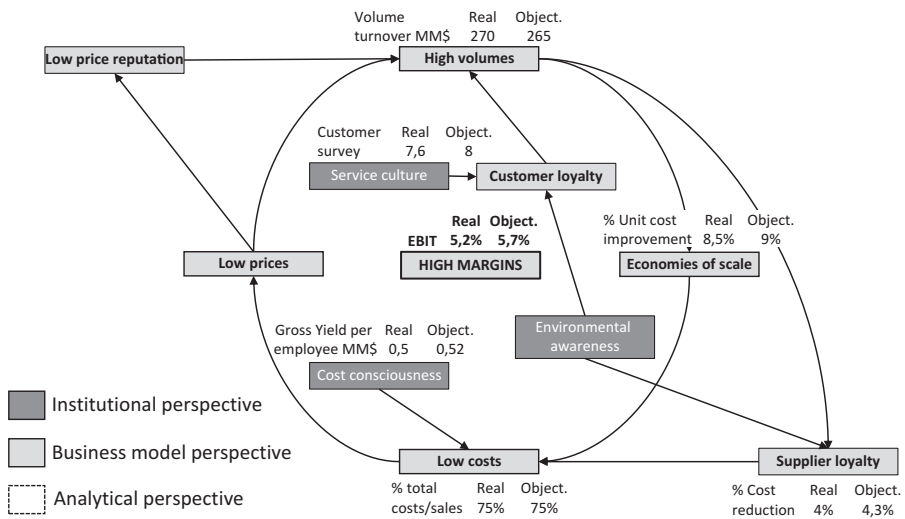 Volume Real Object.
turnover MM$ 270 265
Low price reputation
High volumes
Customer Real Object.
survey 7,6 8
Service culture
Customer loyalty
Real Object.
EBIT 5,2% 5,7%
HIGH MARGINS
% Unit cost Real Object.
improvement 8,5% 9%
Economies of scale
Low prices
Gross Yield per Real Object.
employee MM$ 0,5 0,52
Cost consciousness
Environmental
awareness
Institutional perspective
Business model perspective
Analytical perspective
Low costs
% total Real Object.
costs/sales 75% 75%
Supplier loyalty
% Cost Real Object.
reduction 4% 4,3%